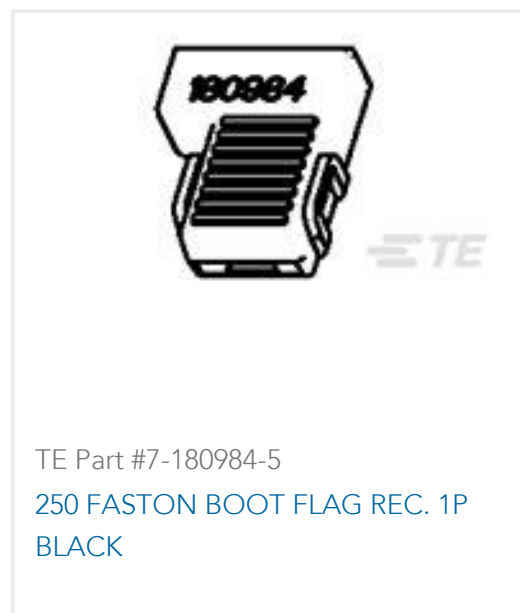 180984
TE
TE Part #7-180984-5
250 FASTON BOOT FLAG REC. 1P
BLACK